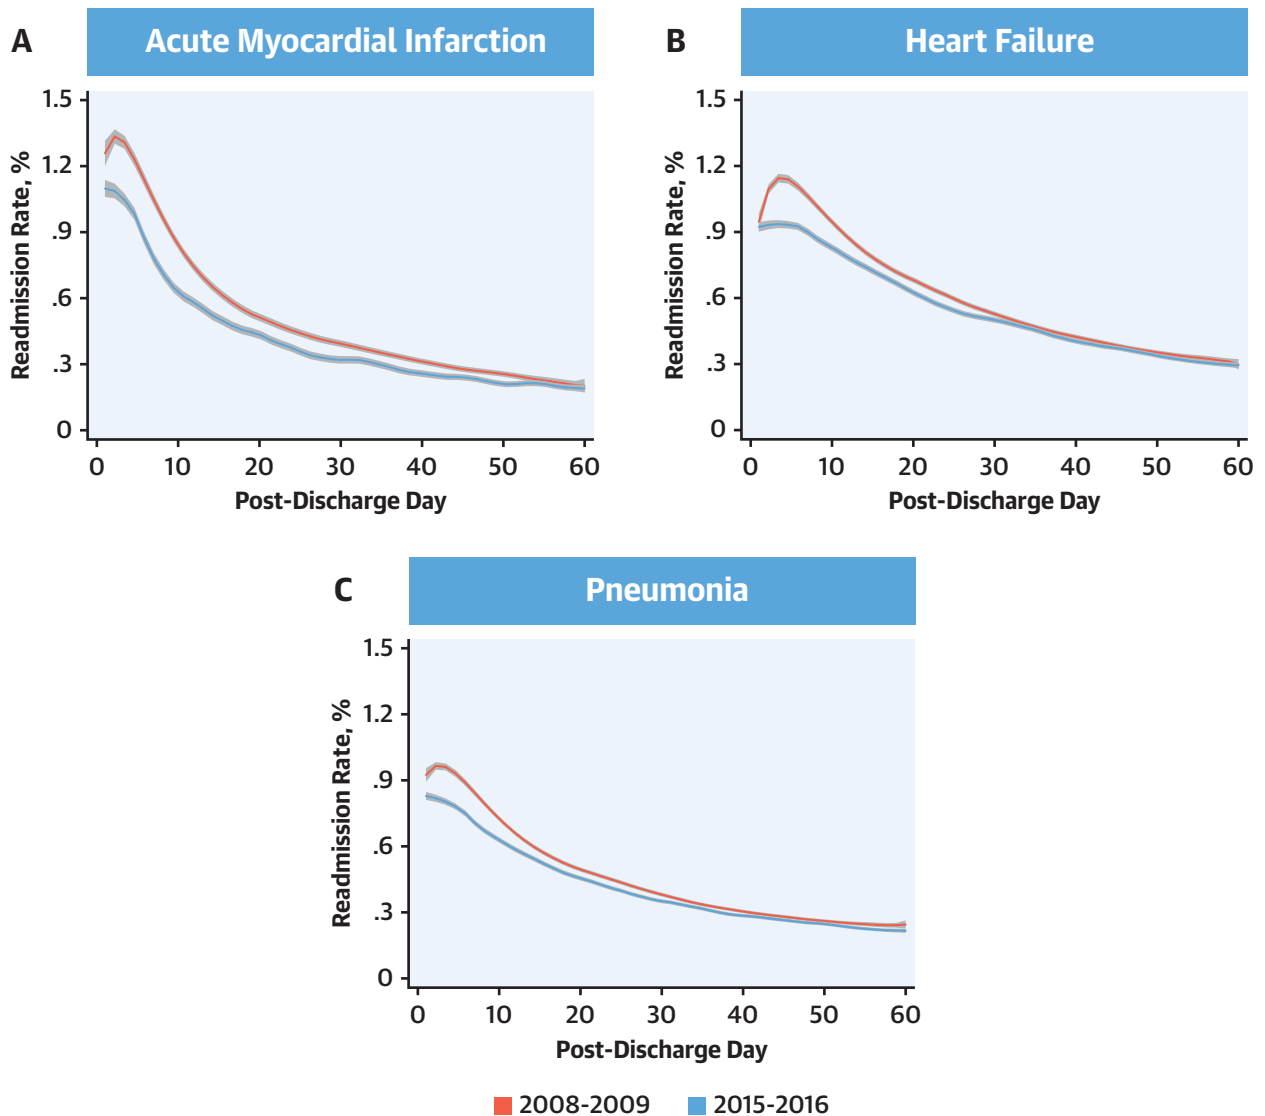 A
Acute Myocardial Infarction
Readmission Rate, %
1.5
1.2
.9
.6
.3
0
0 10 20 30 40 50 60
Post-Discharge Day
B
Heart Failure
Readmission Rate, %
1.5
1.2
.9
.6
.3
0
0 10 20 30 40 50 60
Post-Discharge Day
C
Pneumonia
Readmission Rate, %
1.5
1.2
.9
.6
.3
0
0 10 20 30 40 50 60
Post-Discharge Day
2008-2009 2015-2016